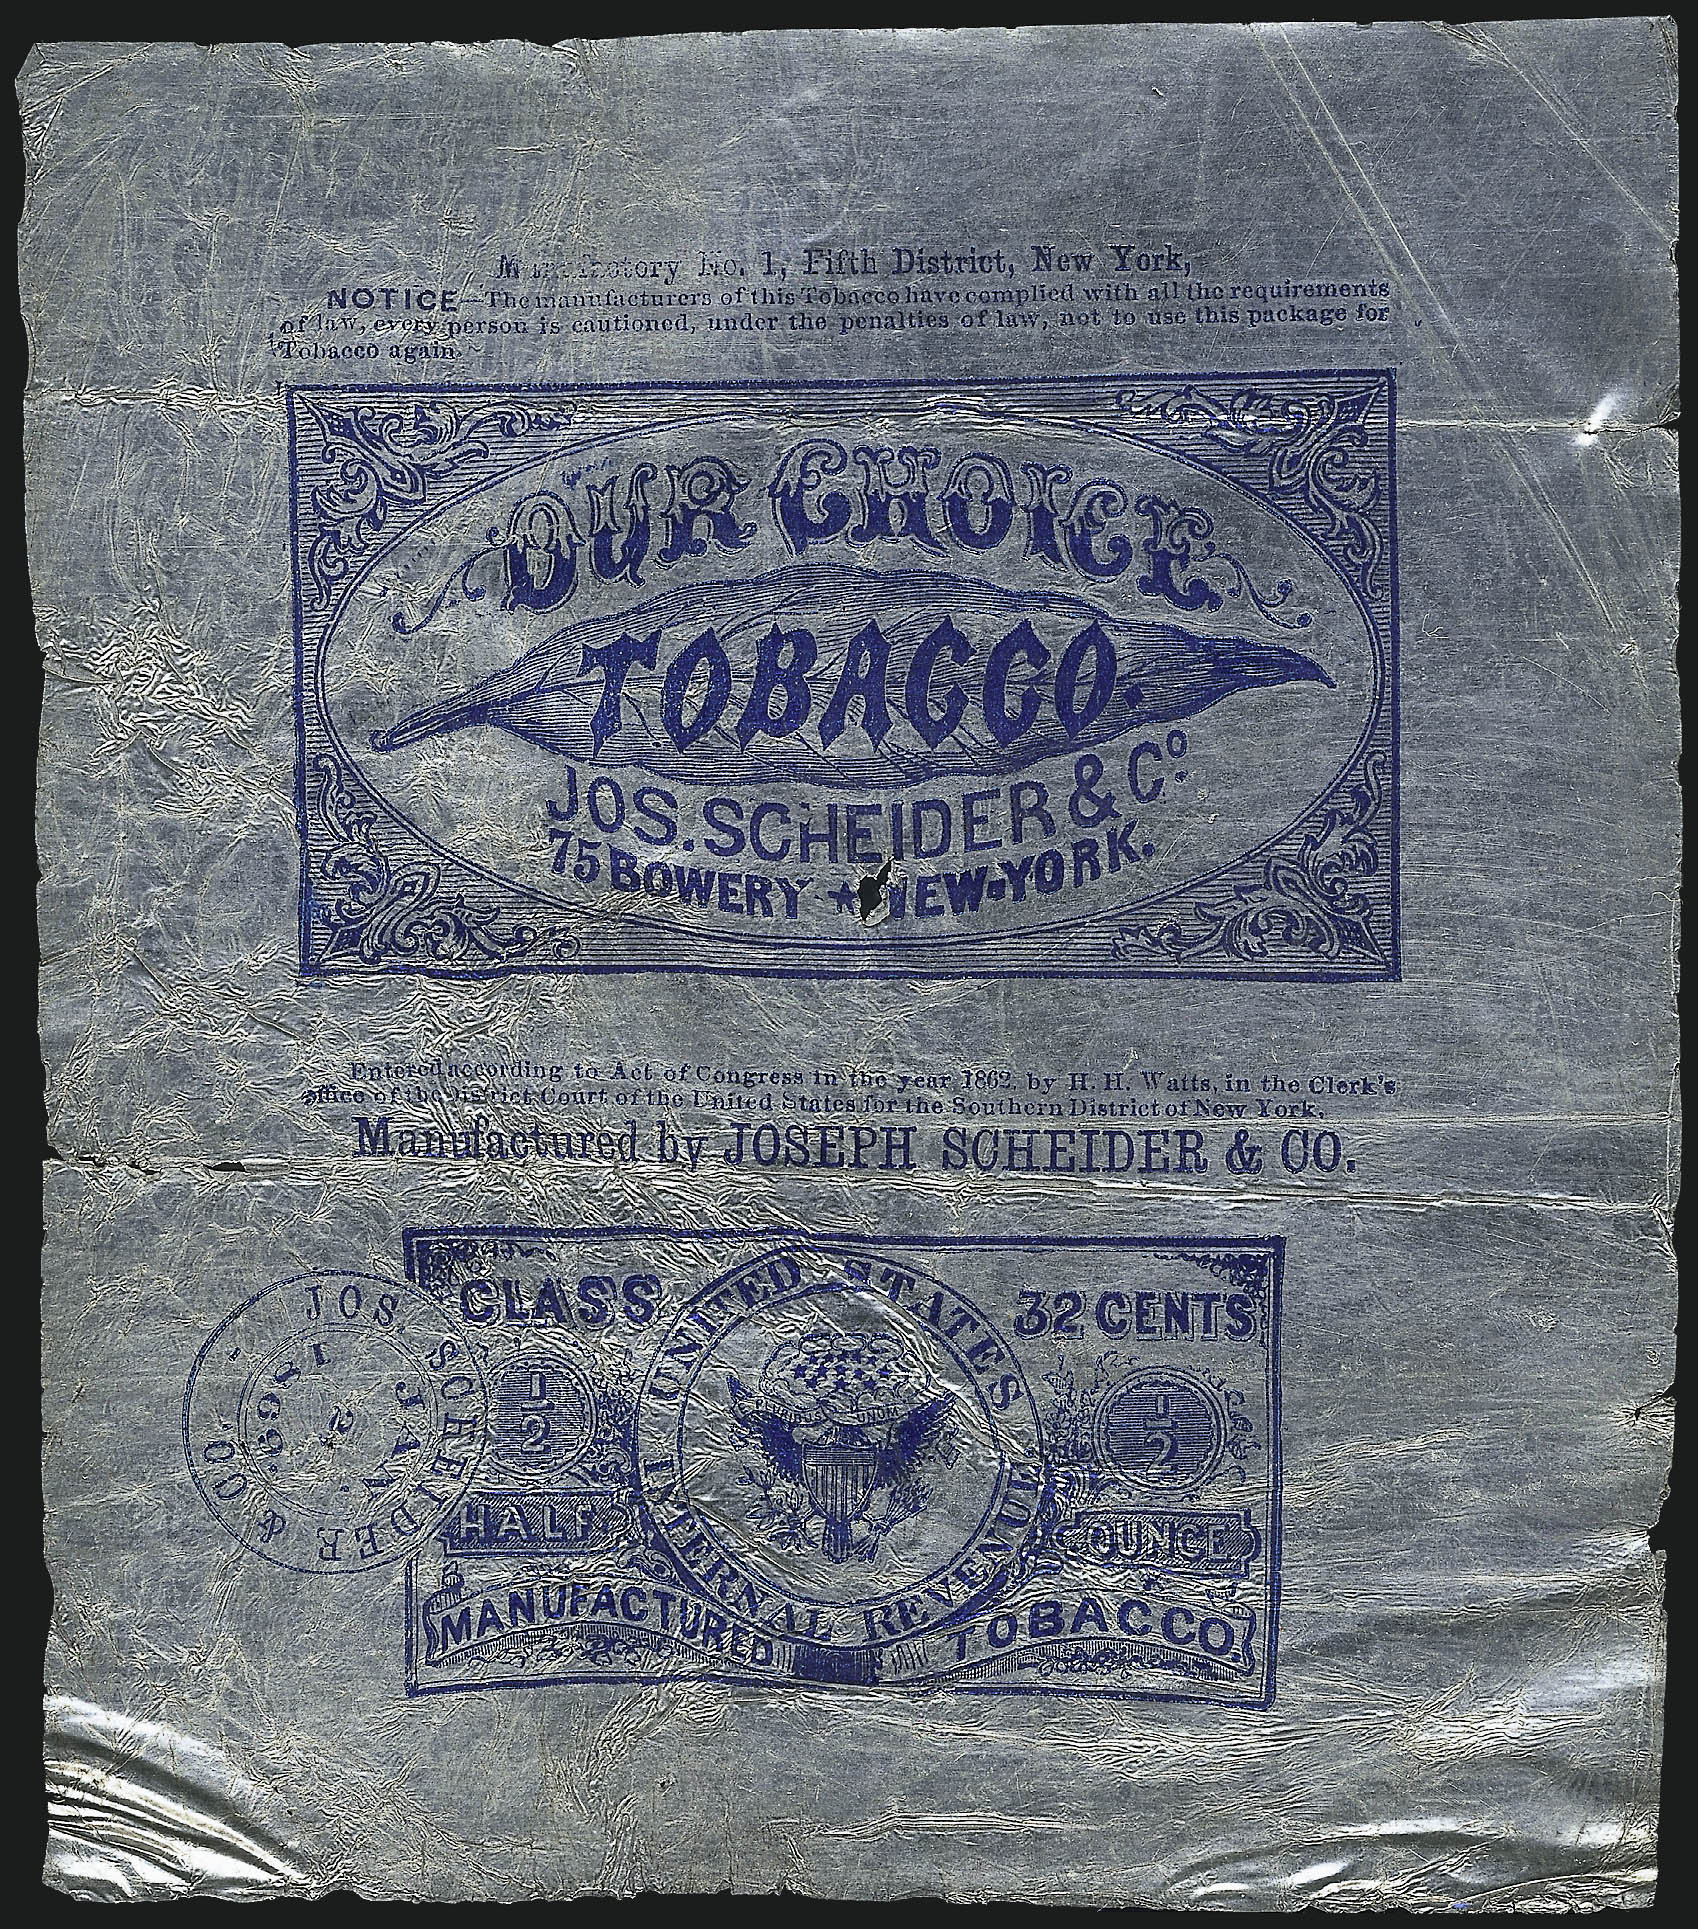 Manufactory No. 1, Fifth District, New York,
NOTICE—The manufacturers of this Tobacco have complied with all the requirements
of law, every person is cautioned, under the penalties of law, not to use this package for
Tobacco again.
OUR CHOICE
TOBACCO.
JOS. SCHEIDER & Co
75 BOWERY ★ NEW-YORK.
Entered according to Act of Congress in the year 1862, by H. H. Watts, in the Clerk's
office of the District Court of the United States for the Southern District of New York.
Manufactured by JOSEPH SCHEIDER & CO.
CLASS
32 CENTS
UNITED STATES
INTERNAL REVENUE
PLURIBUS UNUM
1/2
1/2
HALF
OUNCE
MANUFACTURED
TOBACCO.
JOS. SCHEIDER & CO.
JAN. 2 1869.